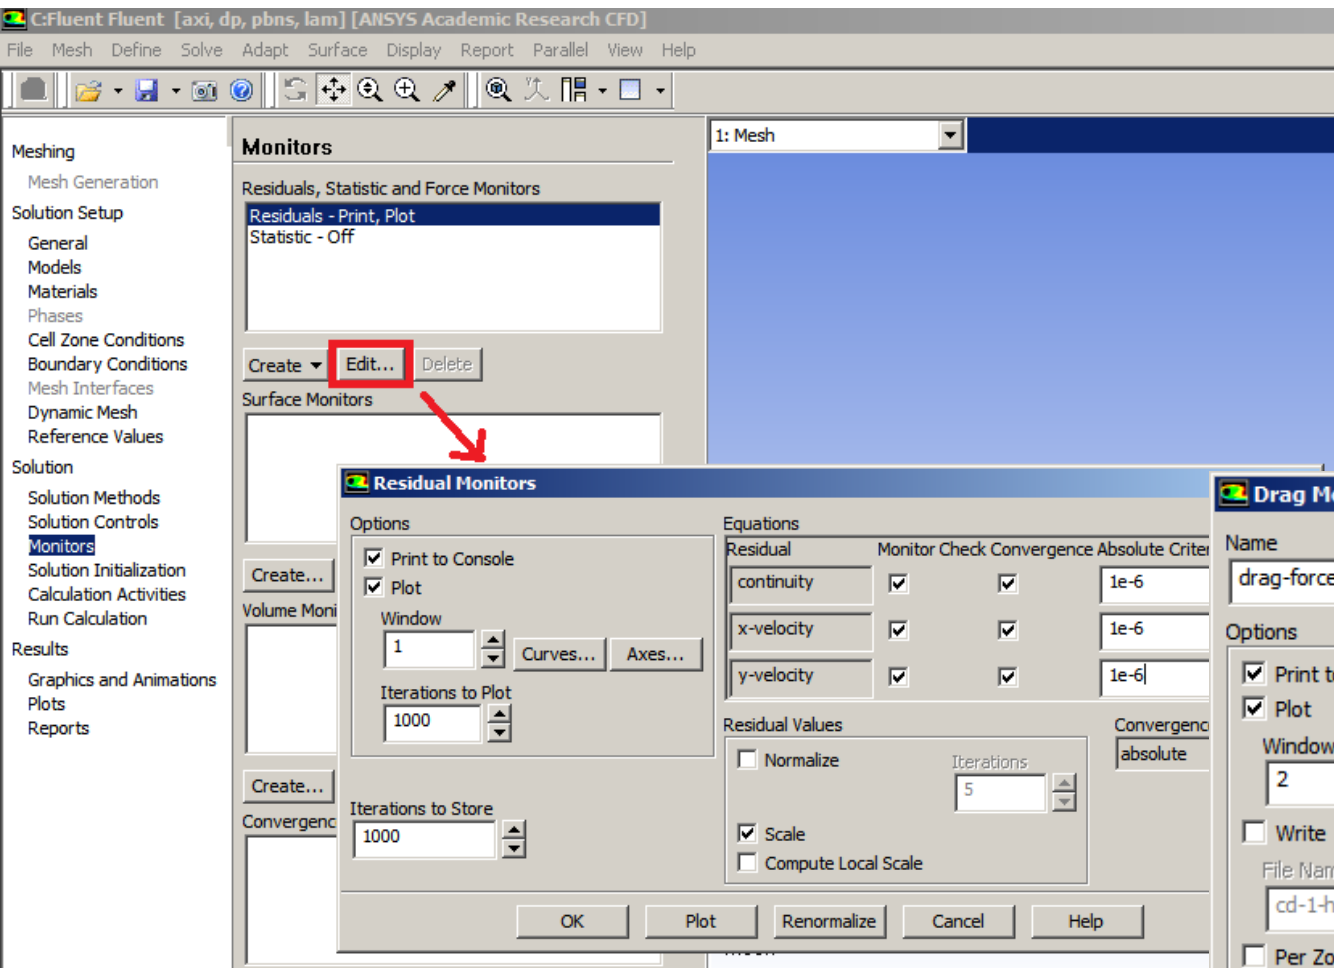 C:Fluent Fluent [axi, dp, pbns, lam] [ANSYS Academic Research CFD]
File Mesh Define Solve Adapt Surface Display Report Parallel View Help
Meshing
Mesh Generation
Solution Setup
General
Models
Materials
Phases
Cell Zone Conditions
Boundary Conditions
Mesh Interfaces
Dynamic Mesh
Reference Values
Solution
Solution Methods
Solution Controls
Monitors
Solution Initialization
Calculation Activities
Run Calculation
Results
Graphics and Animations
Plots
Reports
Monitors
Residuals, Statistic and Force Monitors
Residuals - Print, Plot
Statistic - Off
Create Edit... Delete
Surface Monitors
Create...
Volume Moni
Create...
Convergenc
1: Mesh
Residual Monitors
Options
Print to Console
Plot
Window
1
Curves... Axes...
Iterations to Plot
1000
Iterations to Store
1000
Equations
Residual Monitor Check Convergence Absolute Criter
continuity 1e-6
x-velocity 1e-6
y-velocity 1e-6
Residual Values
Normalize
Iterations
5
Scale
Compute Local Scale
Convergenc
absolute
OK Plot Renormalize Cancel Help
Drag M
Name
drag-force
Options
Print t
Plot
Window
2
Write
File Nam
cd-1-h
Per Zo